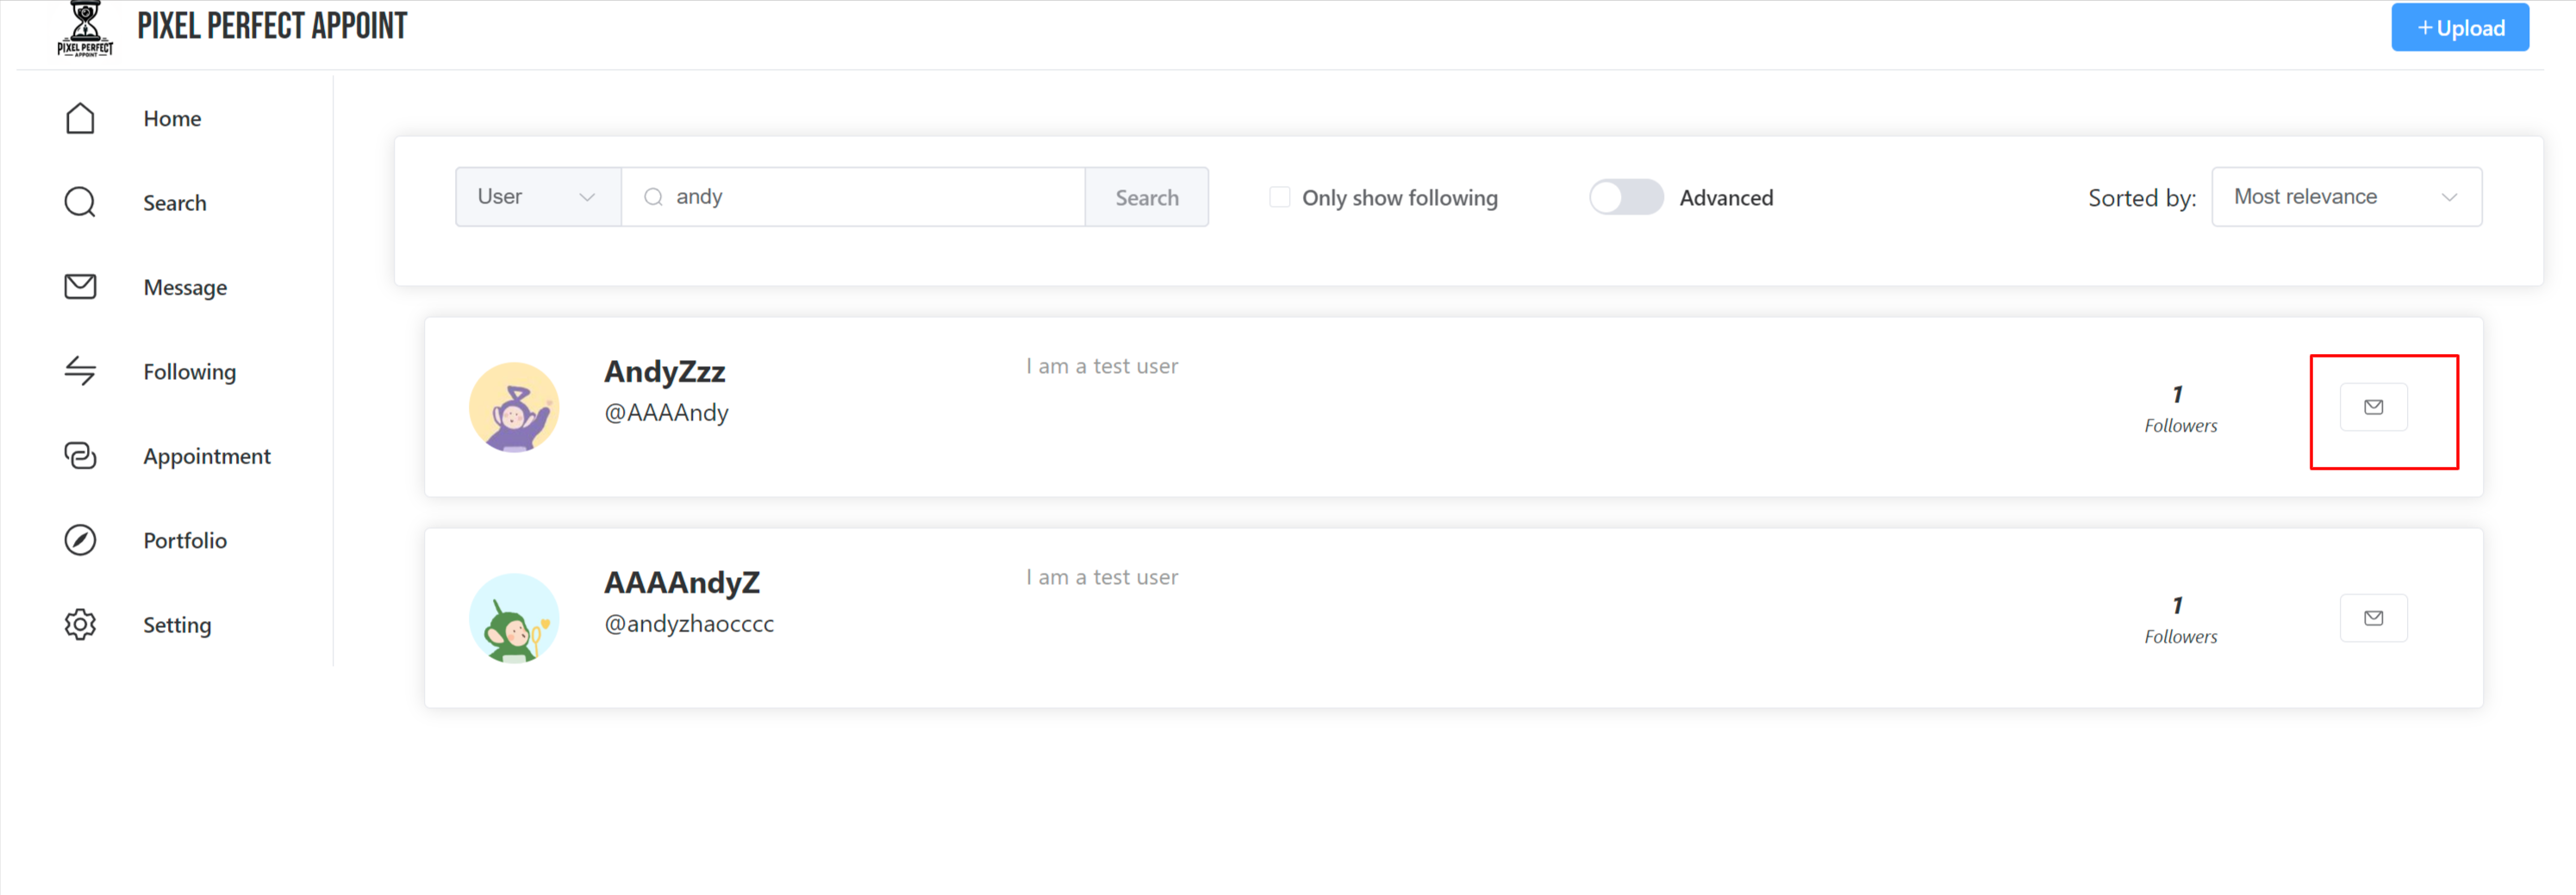 PIXEL PERFECT
APPOINT
PIXEL PERFECT APPOINT
+ Upload
Home
Search
Message
Following
Appointment
Portfolio
Setting
User
andy
Search
Only show following
Advanced
Sorted by:
Most relevance
AndyZzz
@AAAAndy
I am a test user
1
Followers
AAAAndyZ
@andyzhaocccc
I am a test user
1
Followers